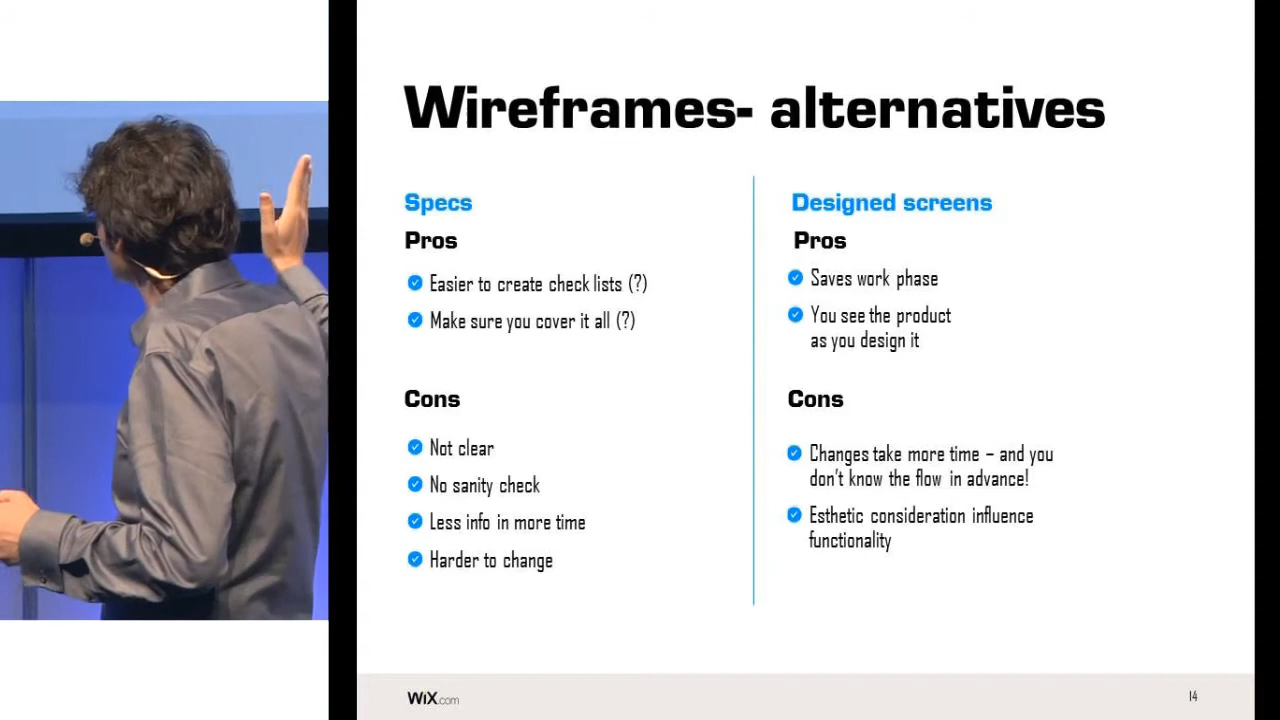 Wireframes- alternatives
Specs
Pros
Easier to create check lists (?)
Make sure you cover it all (?)
Cons
Not clear
No sanity check
Less info in more time
Harder to change
Designed screens
Pros
Saves work phase
You see the product
as you design it
Cons
Changes take more time – and you
don't know the flow in advance!
Esthetic consideration influence
functionality
WiX.com
14